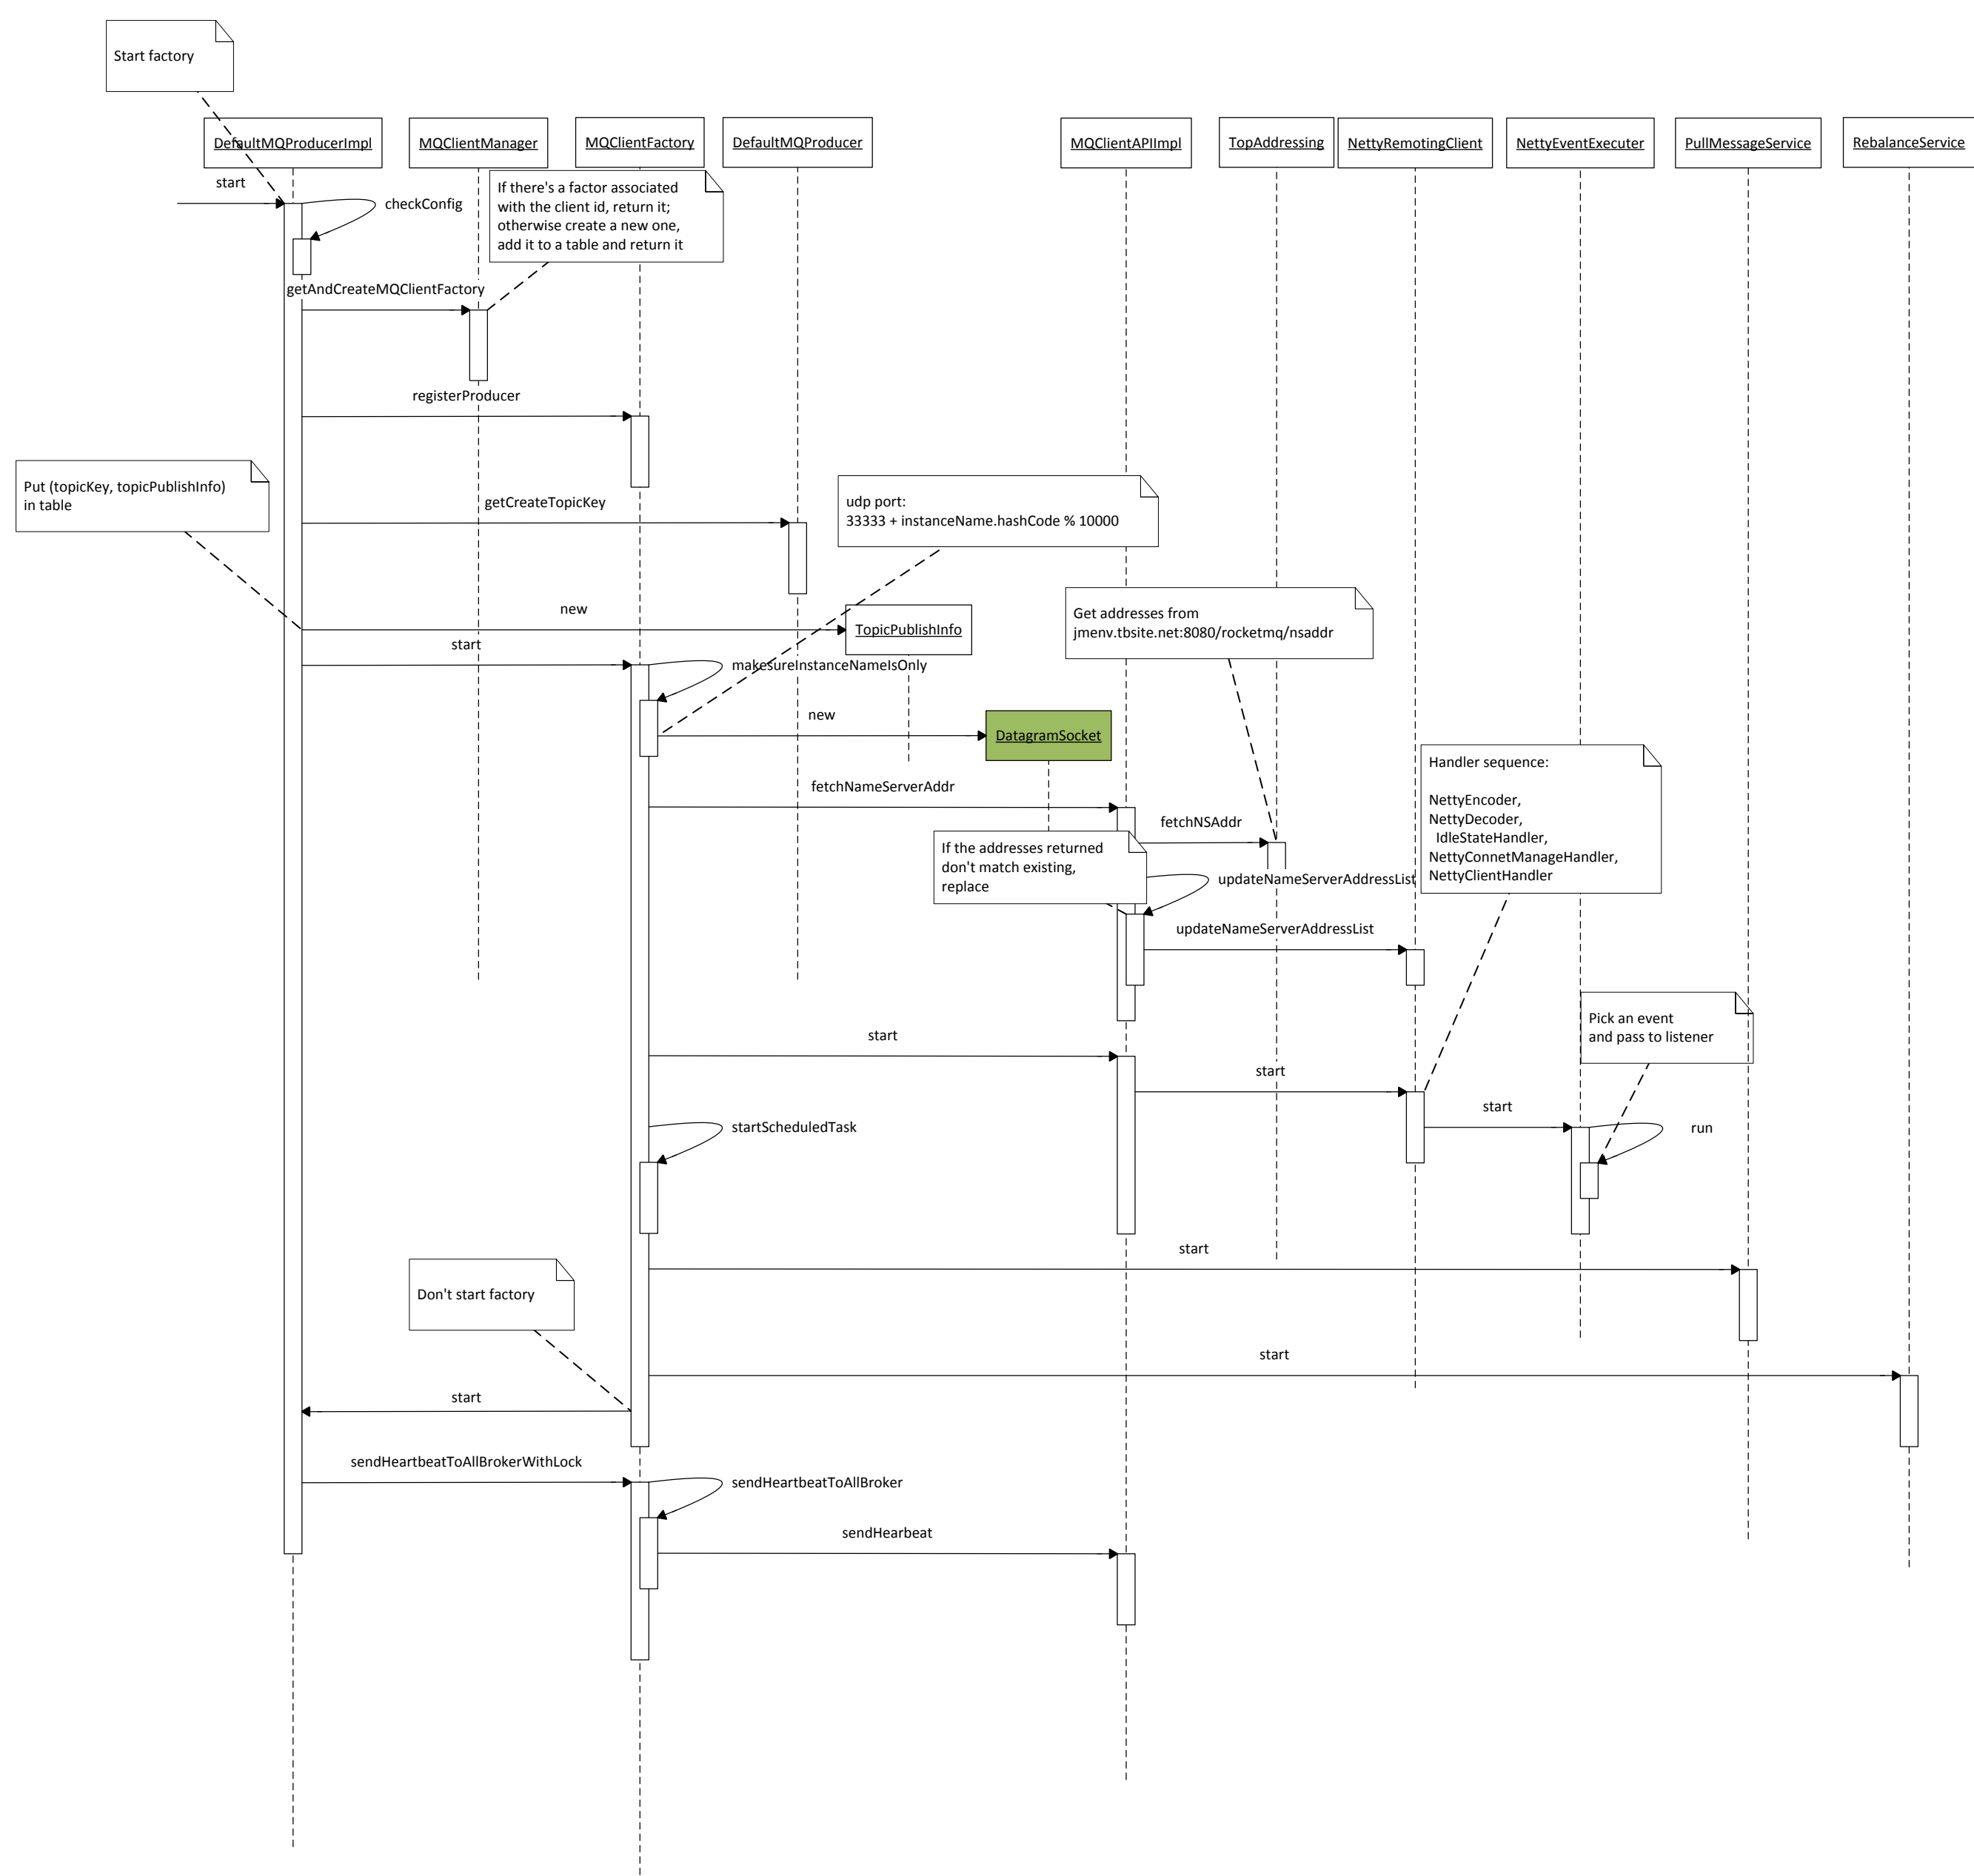 Start factory
DefaultMQProducerImpl
MQClientManager
MQClientFactory
DefaultMQProducer
MQClientAPIImpl
TopAddressing
NettyRemotingClient
NettyEventExecuter
PullMessageService
RebalanceService
start
checkConfig
If there's a factor associated
with the client id, return it;
otherwise create a new one,
add it to a table and return it
getAndCreateMQClientFactory
registerProducer
Put (topicKey, topicPublishInfo)
in table
getCreateTopicKey
udp port:
33333 + instanceName.hashCode % 10000
new
TopicPublishInfo
Get addresses from
jmenv.tbsite.net:8080/rocketmq/nsaddr
start
makesureInstanceNameIsOnly
new
DatagramSocket
Handler sequence:
NettyEncoder,
NettyDecoder,
IdleStateHandler,
NettyConnetManageHandler,
NettyClientHandler
fetchNameServerAddr
fetchNSAddr
If the addresses returned
don't match existing,
replace
updateNameServerAddressList
updateNameServerAddressList
Pick an event
and pass to listener
start
start
start
startScheduledTask
run
start
Don't start factory
start
start
sendHeartbeatToAllBrokerWithLock
sendHeartbeatToAllBroker
sendHearbeat